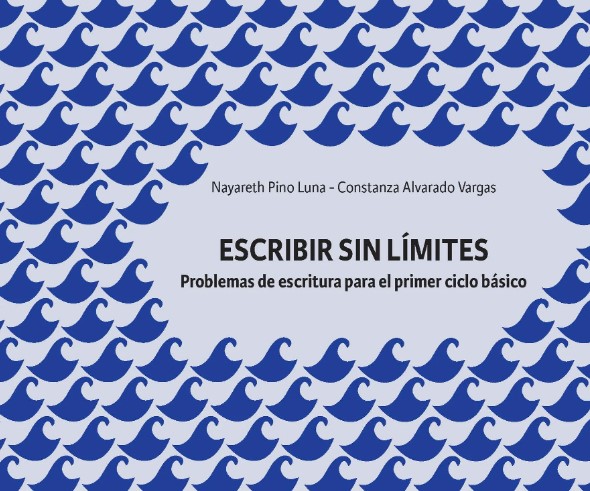 Nayareth Pino Luna - Constanza Alvarado Vargas
ESCRIBIR SIN LÍMITES
Problemas de escritura para el primer ciclo básico